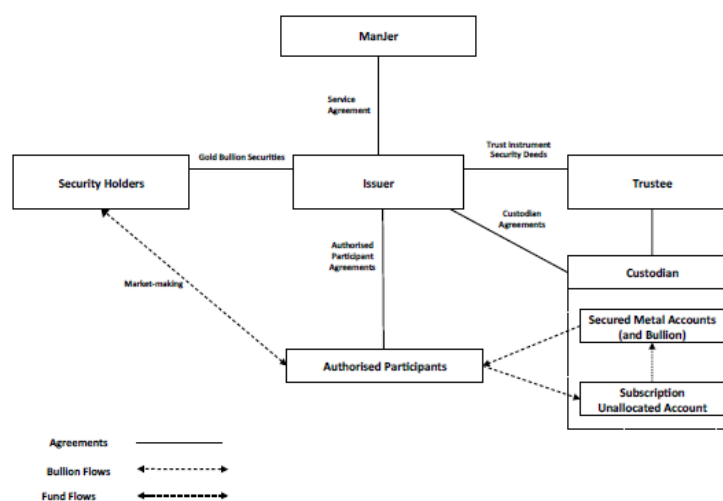 ManJer
Service
Agreement
Gold Bullion Securities
Trust Instrument
Security Deeds
Security Holders
Issuer
Trustee
Custodian
Agreements
Authorised
Participant
Agreements
Custodian
Market-making
Secured Metal Accounts
(and Bullion)
Authorised Participants
Subscription
Unallocated Account
Agreements
Bullion Flows
Fund Flows